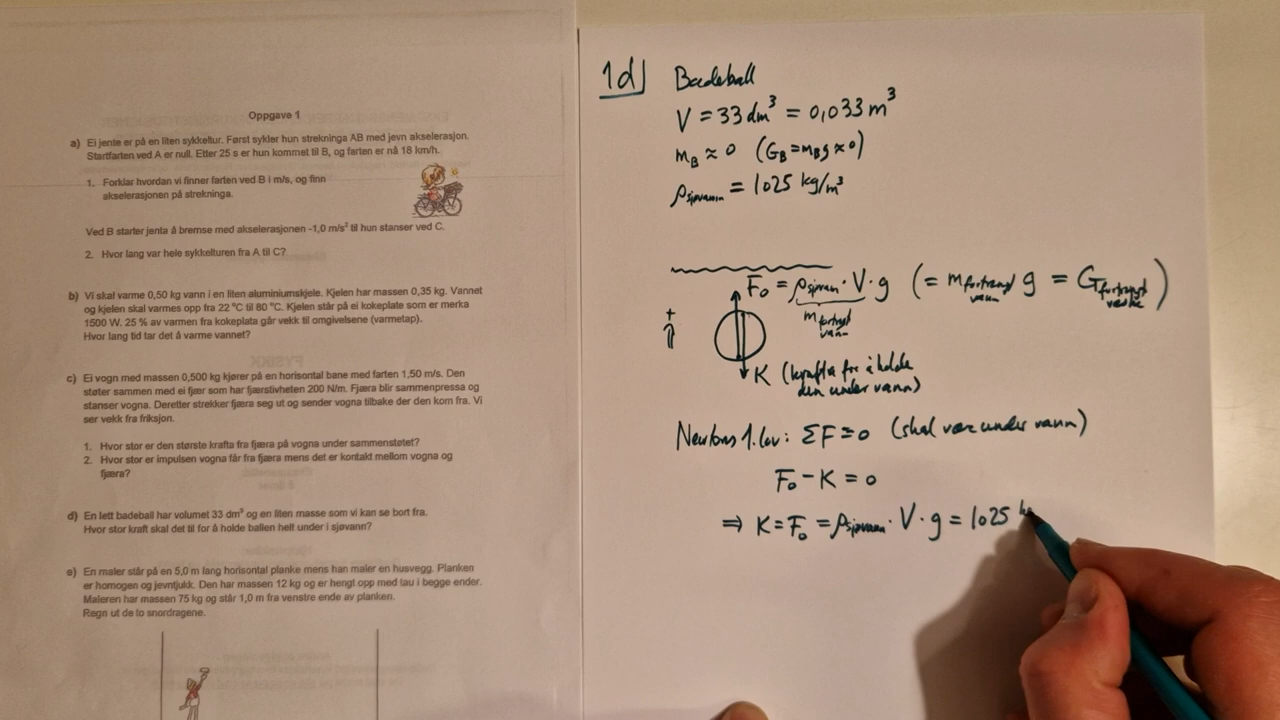 Oppgave 1
a) Ei jente er på en liten sykkeltur. Først sykler hun strekninga AB med jevn akselerasjon.
Startfarten ved A er null. Etter 25 s er hun kommet til B, og farten er nå 18 km/h.
1. Forklar hvordan vi finner farten ved B i m/s, og finn
akselerasjonen på strekninga.
Ved B starter jenta å bremse med akselerasjonen -1,0 m/s² til hun stanser ved C.
2. Hvor lang var hele sykkelturen fra A til C?
b) Vi skal varme 0,50 kg vann i en liten aluminiumskjele. Kjelen har massen 0,35 kg. Vannet
og kjelen skal varmes opp fra 22 °C til 80 °C. Kjelen står på ei kokeplate som er merka
1500 W. 25 % av varmen fra kokeplata går vekk til omgivelsene (varmetap).
Hvor lang tid tar det å varme vannet?
c) Ei vogn med massen 0,500 kg kjører på en horisontal bane med farten 1,50 m/s. Den
støter sammen med ei fjær som har fjærstivheten 200 N/m. Fjæra blir sammenpressa og
stanser vogna. Deretter strekker fjæra seg ut og sender vogna tilbake der den kom fra. Vi
ser vekk fra friksjon.
1. Hvor stor er den største krafta fra fjæra på vogna under sammenstøtet?
2. Hvor stor er impulsen vogna får fra fjæra mens det er kontakt mellom vogna og
fjæra?
d) En lett badeball har volumet 33 dm³ og en liten masse som vi kan se bort fra.
Hvor stor kraft skal det til for å holde ballen helt under i sjøvann?
e) En maler står på en 5,0 m lang horisontal planke mens han maler en husvegg. Planken
er homogen og jevntjukk. Den har massen 12 kg og er hengt opp med tau i begge ender.
Maleren har massen 75 kg og står 1,0 m fra venstre ende av planken.
Regn ut de to snordragene.
1d) Badeball
V = 33 dm³ = 0,033 m³
m_B ≈ 0 (G_B = m_B g ≈ 0)
ρ_sjøvann = 1025 kg/m³
F_o = ρ_sjøvann · V · g (= m_fortrengt vann g = G_fortrengt væske)
m_fortrengt vann
+
K (krafta for å holde
den under vann)
Newtons 1. lov: ΣF = 0 (skal være under vann)
F_o - K = 0
⇒ K = F_o = ρ_sjøvann · V · g = 1025